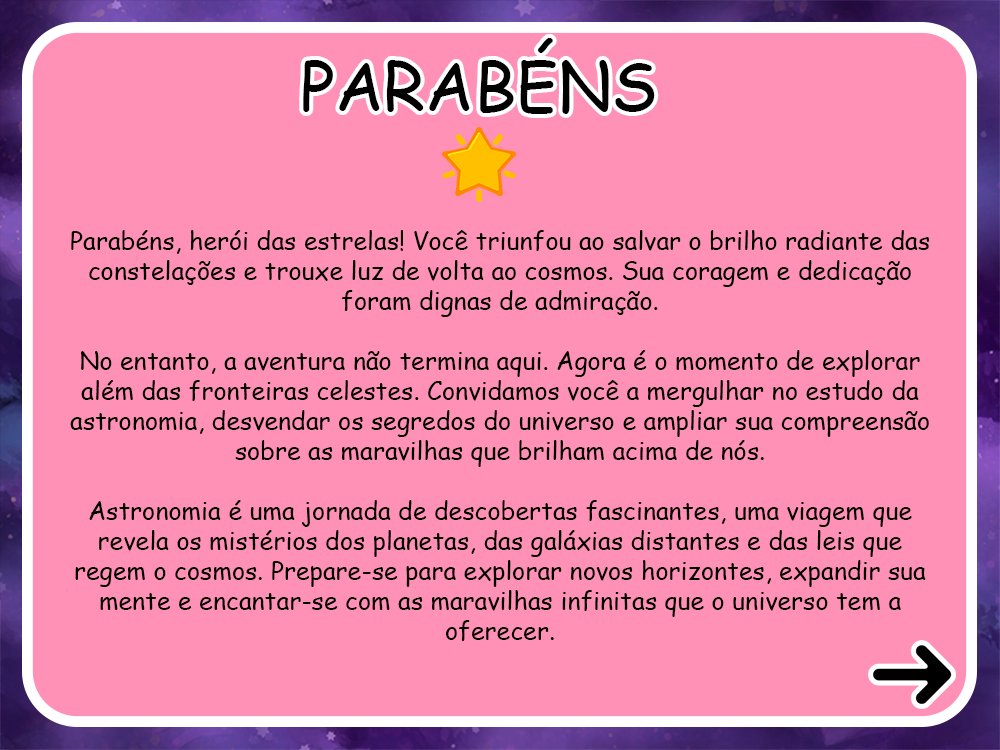 PARABÉNS
Parabéns, herói das estrelas! Você triunfou ao salvar o brilho radiante das
constelações e trouxe luz de volta ao cosmos. Sua coragem e dedicação
foram dignas de admiração.
No entanto, a aventura não termina aqui. Agora é o momento de explorar
além das fronteiras celestes. Convidamos você a mergulhar no estudo da
astronomia, desvendar os segredos do universo e ampliar sua compreensão
sobre as maravilhas que brilham acima de nós.
Astronomia é uma jornada de descobertas fascinantes, uma viagem que
revela os mistérios dos planetas, das galáxias distantes e das leis que
regem o cosmos. Prepare-se para explorar novos horizontes, expandir sua
mente e encantar-se com as maravilhas infinitas que o universo tem a
oferecer.